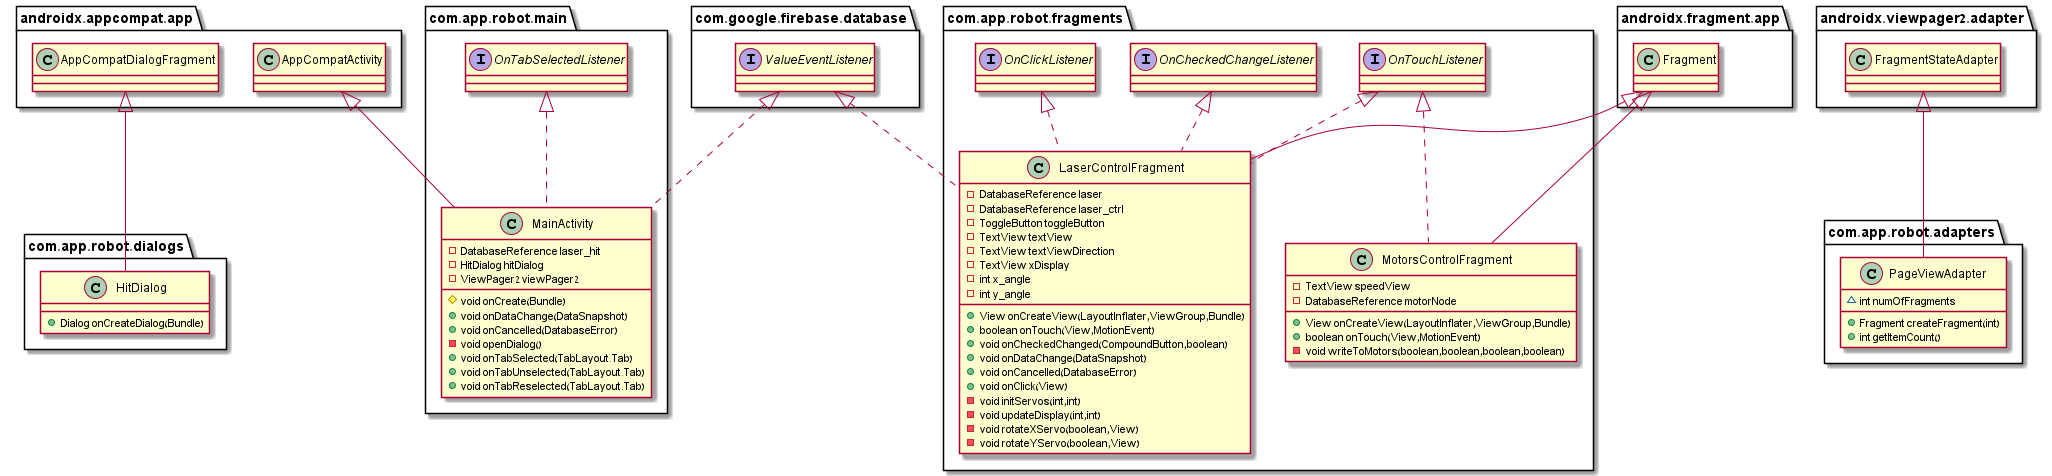 androidx.appcompat.app
C AppCompatDialogFragment
C AppCompatActivity
com.app.robot.main
I OnTabSelectedListener
com.google.firebase.database
I ValueEventListener
com.app.robot.fragments
I OnClickListener
I OnCheckedChangeListener
I OnTouchListener
androidx.fragment.app
C Fragment
androidx.viewpager2.adapter
C FragmentStateAdapter
com.app.robot.dialogs
C HitDialog
Dialog onCreateDialog(Bundle)
C MainActivity
DatabaseReference laser_hit
HitDialog hitDialog
ViewPager2 viewPager2
void onCreate(Bundle)
void onDataChange(DataSnapshot)
void onCancelled(DatabaseError)
void openDialog()
void onTabSelected(TabLayout.Tab)
void onTabUnselected(TabLayout.Tab)
void onTabReselected(TabLayout.Tab)
C LaserControlFragment
DatabaseReference laser
DatabaseReference laser_ctrl
ToggleButton toggleButton
TextView textView
TextView textViewDirection
TextView xDisplay
int x_angle
int y_angle
View onCreateView(LayoutInflater,ViewGroup,Bundle)
boolean onTouch(View,MotionEvent)
void onCheckedChanged(CompoundButton,boolean)
void onDataChange(DataSnapshot)
void onCancelled(DatabaseError)
void onClick(View)
void initServos(int,int)
void updateDisplay(int,int)
void rotateXServo(boolean,View)
void rotateYServo(boolean,View)
C MotorsControlFragment
TextView speedView
DatabaseReference motorNode
View onCreateView(LayoutInflater,ViewGroup,Bundle)
boolean onTouch(View,MotionEvent)
void writeToMotors(boolean,boolean,boolean,boolean)
com.app.robot.adapters
C PageViewAdapter
int numOfFragments
Fragment createFragment(int)
int getItemCount()